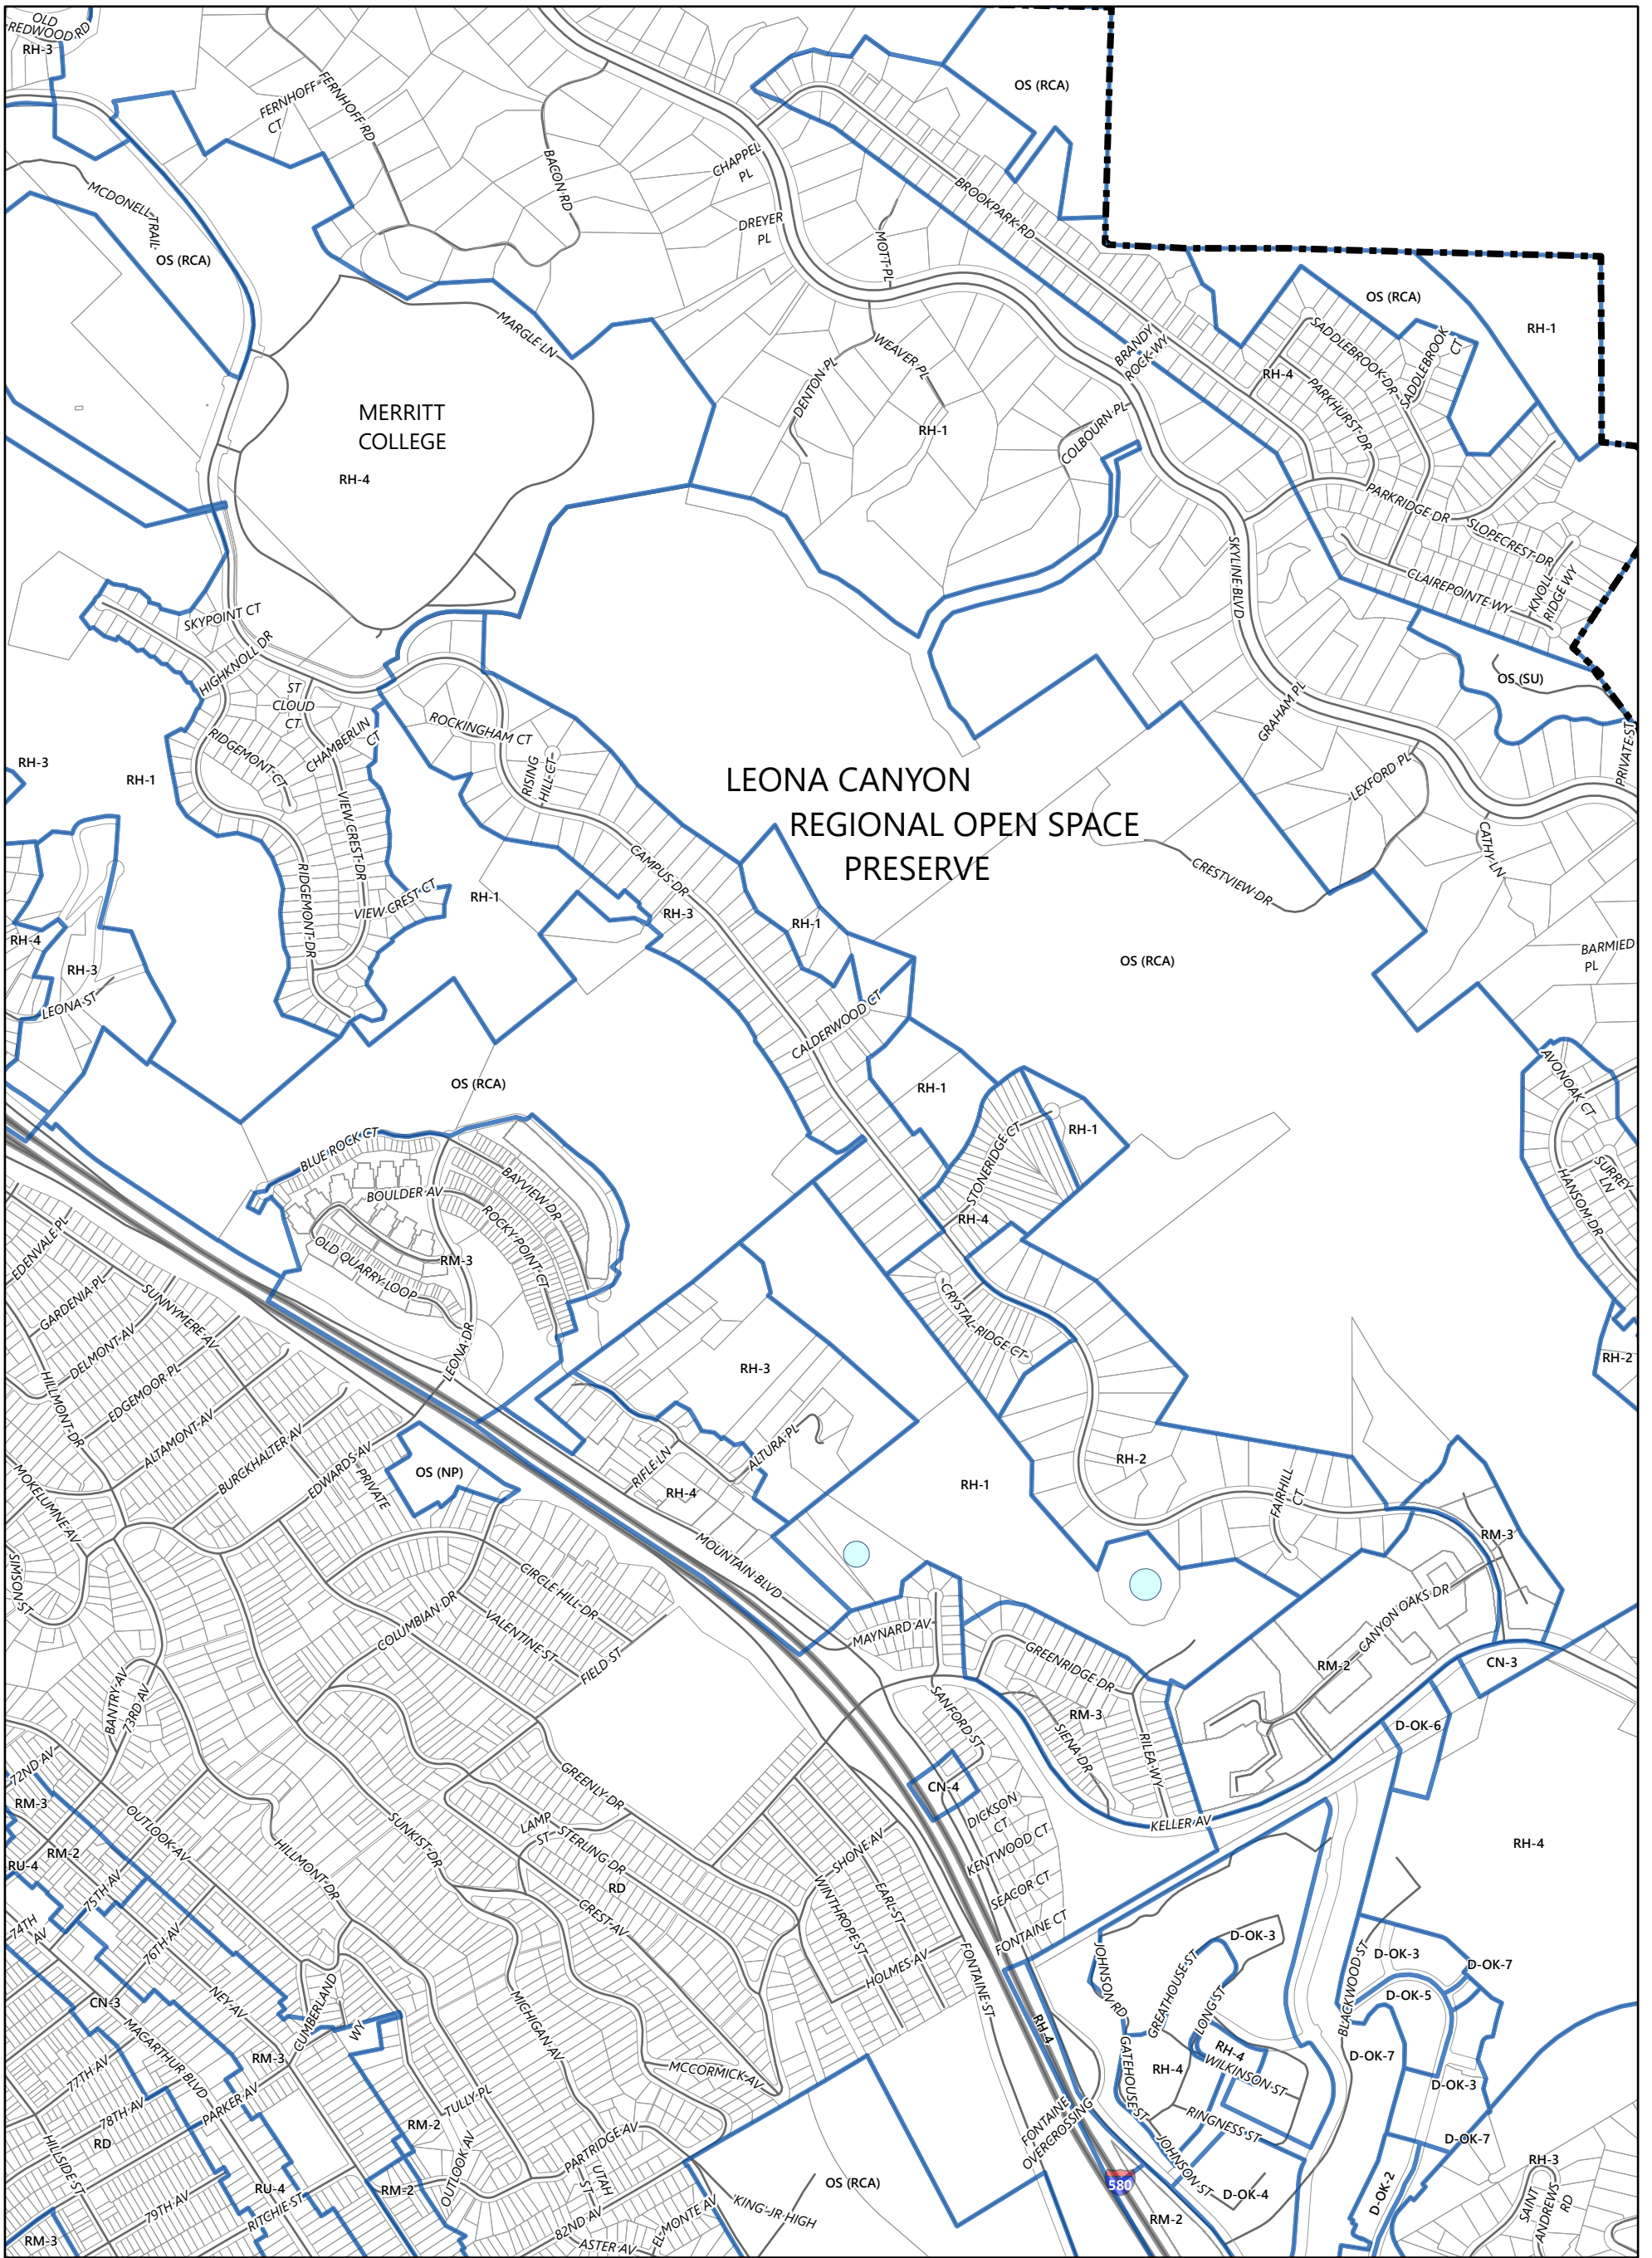 OLD
REDWOOD RD
RH-3
FERNHOFF
CT
FERNHOFF RD
BACON RD
CHAPPEL
PL
DREYER
PL
MOTT PL
BROOKPARK RD
OS (RCA)
MCDONELL TRAIL
OS (RCA)
OS (RCA)
RH-1
MARGLE LN
MERRITT
COLLEGE
RH-4
DENTON PL
WEAVER PL
RH-1
COLBOURN PL
BRANDY
ROCK WY
SADDLEBROOK DR
SADDLEBROOK
CT
RH-4
PARKHURST DR
PARKRIDGE DR
SLOPECREST DR
CLAIREPOINTE WY
KNOLL
RIDGE WY
SKYLINE BLVD
OS (SU)
PRIVATE ST
SKYPOINT CT
HIGHKNOLL DR
ST
CLOUD
CT
CHAMBERLIN
CT
RIDGEMONT CT
ROCKINGHAM CT
RISING
HILL CT
GRAHAM PL
LEXFORD PL
CATHY LN
RH-3
RH-1
VIEW CREST DR
RIDGEMONT DR
VIEW CREST CT
RH-1
CAMPUS DR
RH-3
RH-1
LEONA CANYON
REGIONAL OPEN SPACE
PRESERVE
CRESTVIEW DR
OS (RCA)
BARMIED
PL
RH-4
RH-3
LEONA ST
CALDERWOOD CT
RH-1
OS (RCA)
STONERIDGE CT
RH-1
RH-4
AVONOAK CT
SURREY
LN
HANSOM DR
RH-2
BLUE ROCK CT
BOULDER AV
BAYVIEW DR
ROCKY POINT CT
OLD QUARRY LOOP
RM-3
LEONA DR
CRYSTAL RIDGE CT
EDENVALE PL
GARDENIA PL
SUNNYMERE AV
DELMONT AV
EDGEMOOR PL
HILLMONT DR
ALTAMONT AV
BURCKHALTER AV
EDWARDS AV
PRIVATE
OS (NP)
MOKELUMNE AV
SIMSON ST
RH-3
RIFLE LN
ALTURA PL
RH-4
RH-1
RH-2
FAIRHILL
CT
RM-3
MOUNTAIN BLVD
MAYNARD AV
CIRCLE HILL DR
COLUMBIAN DR
VALENTINE ST
FIELD ST
GREENRIDGE DR
RM-3
SIENA DR
RILEA WY
CANYON OAKS DR
RM-2
CN-3
D-OK-6
KELLER AV
SANFORD ST
CN-4
DICKSON
CT
KENTWOOD CT
SEACOR CT
FONTAINE CT
BANTRY AV
73RD AV
72ND AV
RM-3
RM-2
RU-4
75TH AV
74TH
AV
76TH AV
OUTLOOK AV
HILLMONT DR
SUNKIST DR
GREENLY DR
LAMP
ST
STERLING DR
RD
CREST AV
SHONE AV
WINTHROPE ST
EARL ST
HOLMES AV
FONTAINE ST
RH-4
RH-4
D-OK-3
JOHNSON RD
GREATHOUSE ST
LONG ST
RH-4
RH-4
WILKINSON ST
GATEHOUSE ST
RINGNESS ST
JOHNSON ST
D-OK-4
BLACKWOOD ST
D-OK-3
D-OK-7
D-OK-5
D-OK-7
D-OK-3
D-OK-7
D-OK-2
RH-3
SAINT
ANDREWS
RD
CN-3
MACARTHUR BLVD
NEY AV
CUMBERLAND
WY
RM-3
MICHIGAN AV
MCCORMICK AV
77TH AV
78TH AV
RD
PARKER AV
HILLSIDE ST
79TH AV
RU-4
RITCHIE ST
RM-2
TULLY PL
RM-2
OUTLOOK AV
PARTRIDGE AV
UTAH
ST
82ND AV
ASTER AV
EL MONTE AV
KING JR HIGH
OS (RCA)
FONTAINE
OVERCROSSING
580
RM-2
RM-3